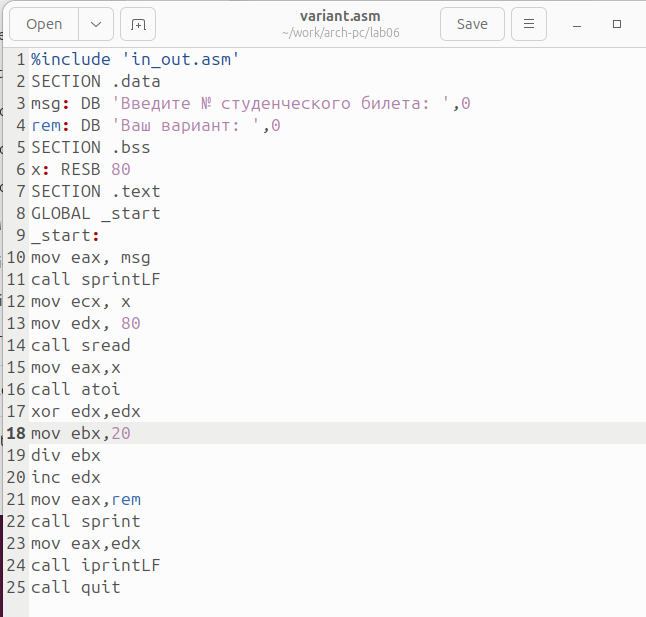 Open
variant.asm
~/work/arch-pc/lab06
Save
1 %include 'in_out.asm'
2 SECTION .data
3 msg: DB 'Введите № студенческого билета: ',0
4 rem: DB 'Ваш вариант: ',0
5 SECTION .bss
6 x: RESB 80
7 SECTION .text
8 GLOBAL _start
9 _start:
10 mov eax, msg
11 call sprintLF
12 mov ecx, x
13 mov edx, 80
14 call sread
15 mov eax,x
16 call atoi
17 xor edx,edx
18 mov ebx,20
19 div ebx
20 inc edx
21 mov eax,rem
22 call sprint
23 mov eax,edx
24 call iprintLF
25 call quit